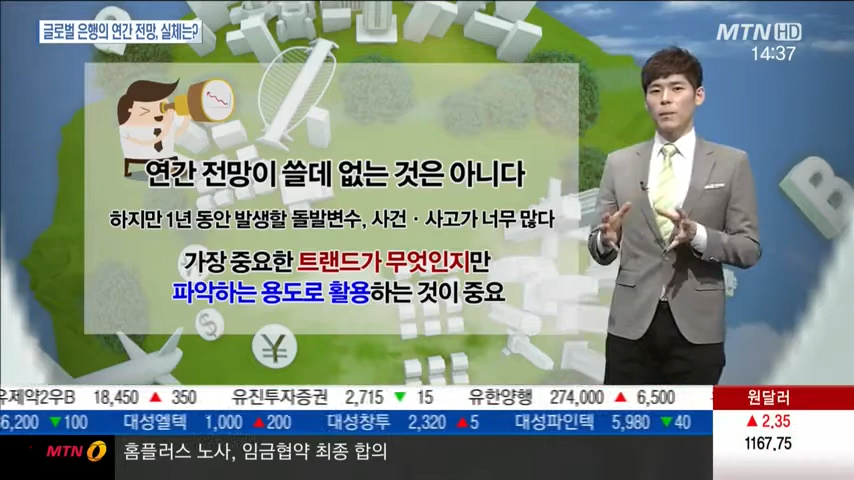 글로벌 은행의 연간 전망, 실체는?
MTN HD
14:37
연간 전망이 쓸데 없는 것은 아니다
하지만 1년 동안 발생할 돌발변수, 사건·사고가 너무 많다
가장 중요한 트랜드가 무엇인지만
파악하는 용도로 활용하는 것이 중요
$
¥
B
유제약2우B 18,450 ▲ 350 유진투자증권 2,715 ▼ 15 유한양행 274,000 ▲ 6,500
6,200 ▼100 대성엘텍 1,000 ▲200 대성창투 2,320 ▲5 대성파인텍 5,980 ▼40
원달러
▲ 2.35
1167.75
MTN
홈플러스 노사, 임금협약 최종 합의